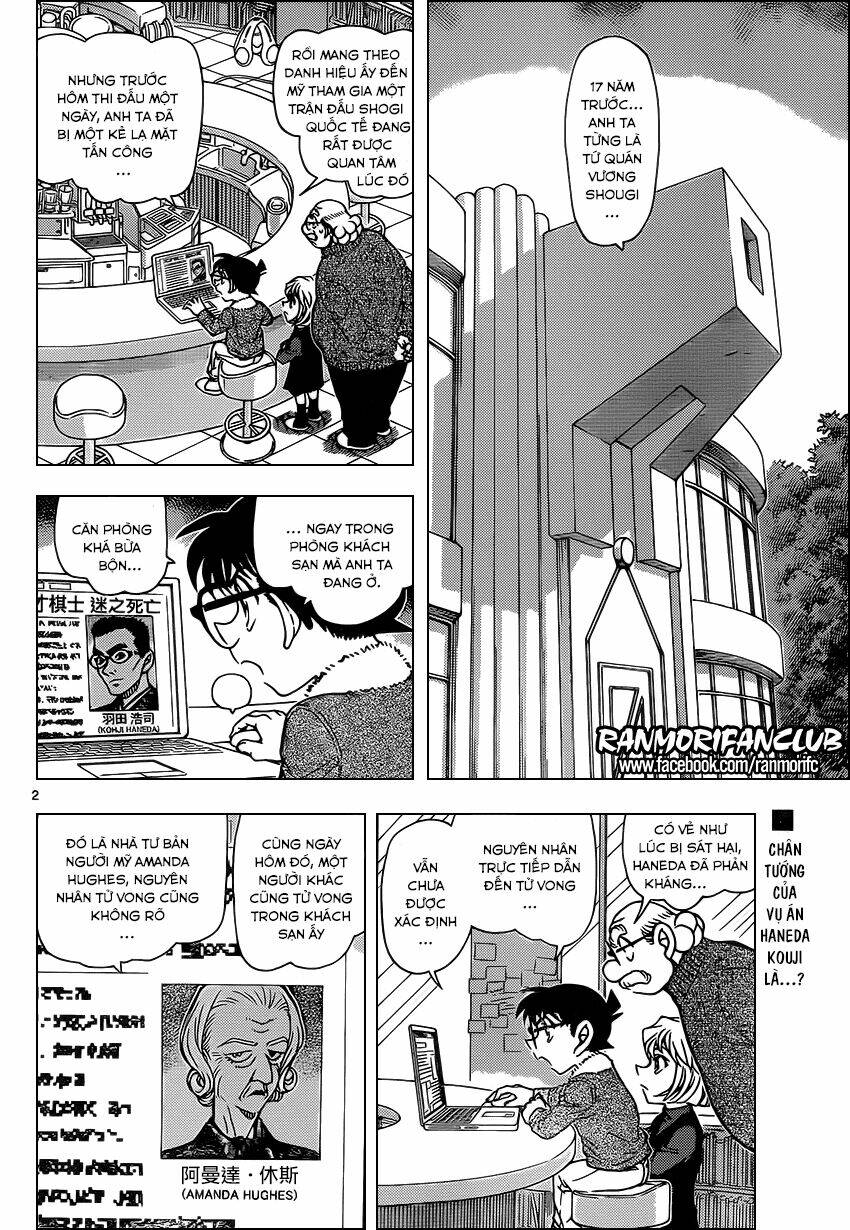 17 NĂM
TRƯỚC...
ANH TA
TỪNG LÀ
TỨ QUÁN
VƯƠNG
SHOUGI
...
RỒI MANG THEO
DANH HIỆU ẤY ĐẾN
MỸ THAM GIA MỘT
TRẬN ĐẤU SHOGI
QUỐC TẾ ĐANG
RẤT ĐƯỢC
QUAN TÂM
LÚC ĐÓ
NHƯNG TRƯỚC
HÔM THI ĐẤU MỘT
NGÀY, ANH TA ĐÃ
BỊ MỘT KẺ LẠ MẶT
TẤN CÔNG
...
... NGAY TRONG
PHÒNG KHÁCH
SẠN MÀ ANH TA
ĐANG Ở.
CĂN PHÒNG
KHÁ BỪA
BỘN...
才棋士 迷之死亡
羽田 浩司
(KOHJI HANEDA)
RANMORIFANCLUB
www.facebook.com/ranmorifc
2
CHÂN
TƯỚNG
CỦA
VỤ ÁN
HANEDA
KOUJI
LÀ...?
CÓ VẺ NHƯ
LÚC BỊ SÁT HẠI,
HANEDA ĐÃ PHẢN
KHÁNG...
NGUYÊN NHÂN
TRỰC TIẾP DẪN
ĐẾN TỬ VONG
...
VẪN
CHƯA
ĐƯỢC
XÁC ĐỊNH
...
CÙNG NGÀY
HÔM ĐÓ, MỘT
NGƯỜI KHÁC
CŨNG TỬ VONG
TRONG KHÁCH
SẠN ẤY
ĐÓ LÀ NHÀ TƯ BẢN
NGƯỜI MỸ AMANDA
HUGHES, NGUYÊN
NHÂN TỬ VONG CŨNG
KHÔNG RÕ
...
阿曼達・休斯
(AMANDA HUGHES)